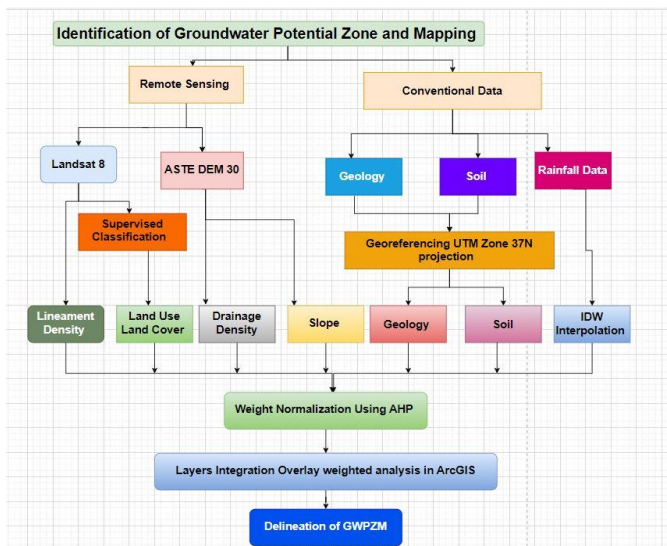 Identification of Groundwater Potential Zone and Mapping
Remote Sensing
Conventional Data
Landsat 8
ASTE DEM 30
Geology
Soil
Rainfall Data
Supervised
Classification
Georeferencing UTM Zone 37N
projection
Lineament
Density
Land Use
Land Cover
Drainage
Density
Slope
Geology
Soil
IDW
Interpolation
Weight Normalization Using AHP
Layers Integration Overlay weighted analysis in ArcGIS
Delineation of GWPZM